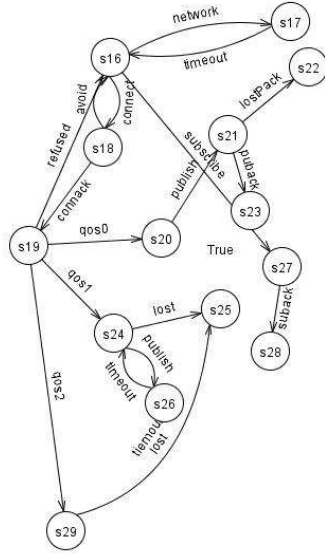 network
s17
s16
timeout
s22
lostPack
avoid
connect
refused
s18
s21
subscribe
publish
puback
connack
s23
s19
qos0
s20
True
s27
qos1
suback
lost
s25
s24
publish
s28
timeout
s26
qos2
tiemout
lost
s29